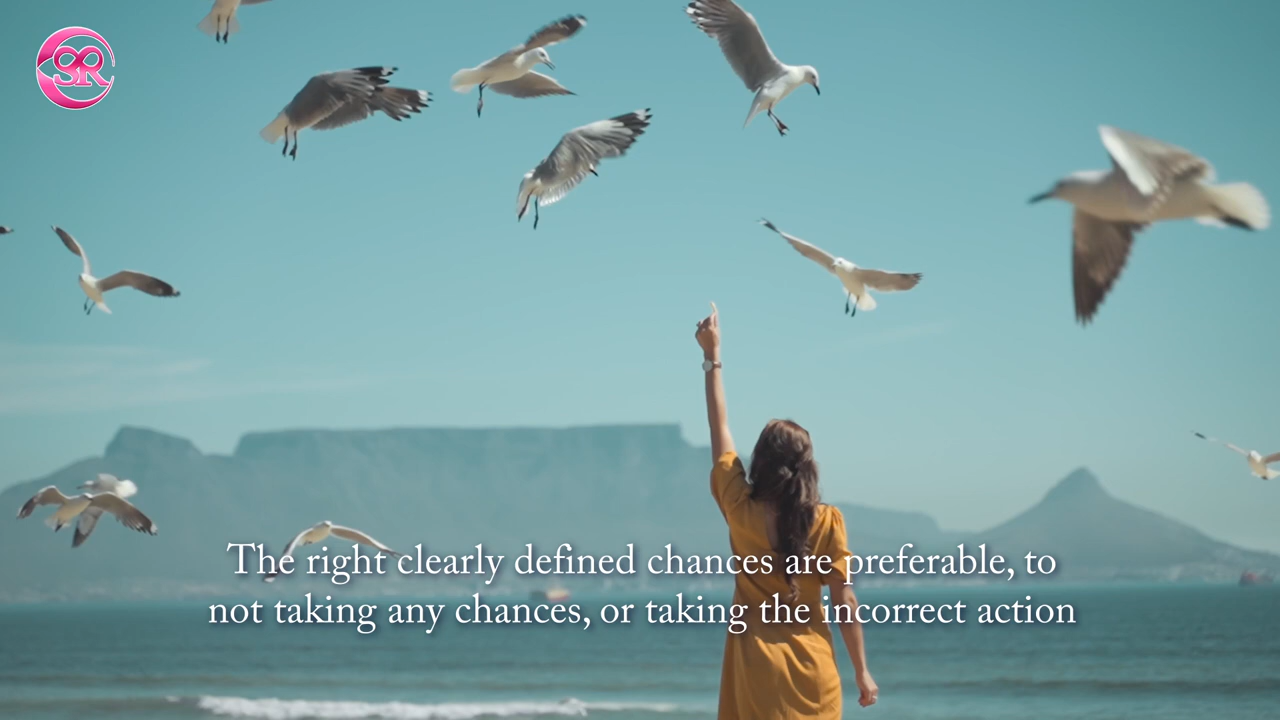 SR
The right clearly defined chances are preferable, to
not taking any chances, or taking the incorrect action